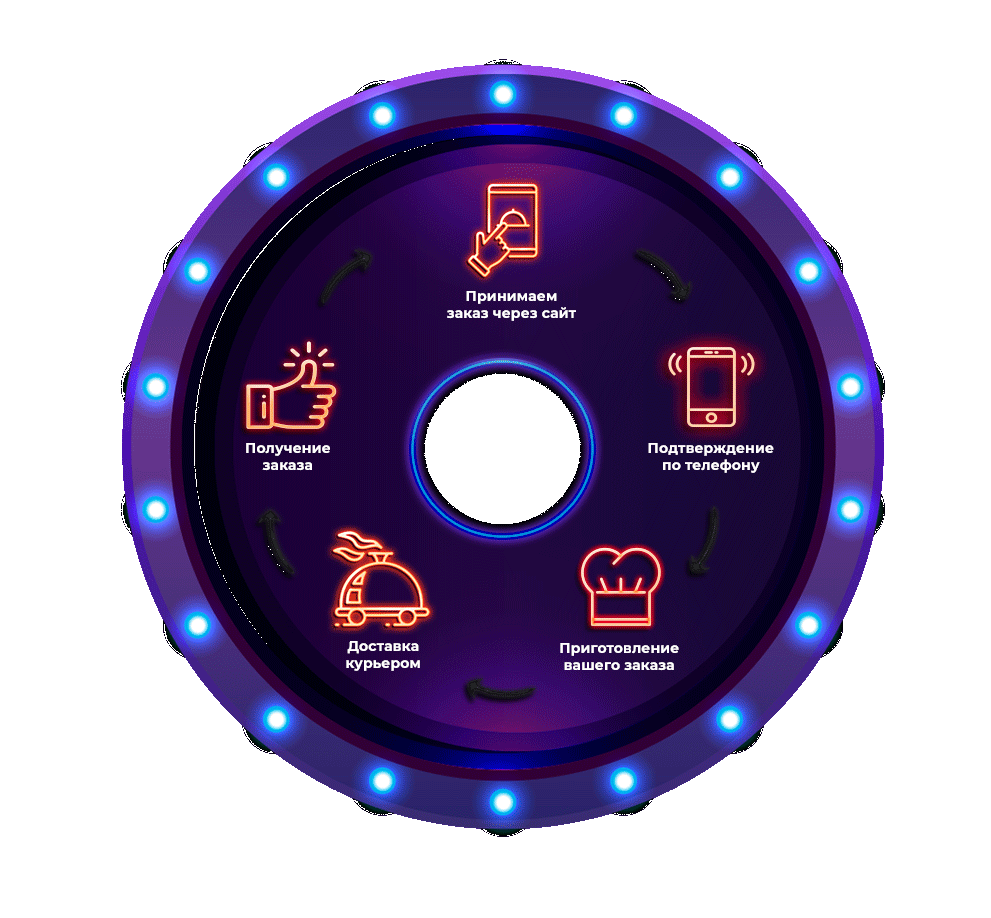 Принимаем
заказ через сайт
Подтверждение
по телефону
Приготовление
вашего заказа
Доставка
курьером
Получение
заказа